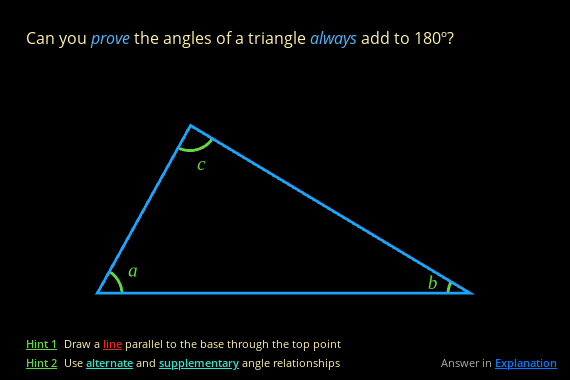 Can you prove the angles of a triangle always add to 180º?
c
a
b
Hint 1 Draw a line parallel to the base through the top point
Hint 2 Use alternate and supplementary angle relationships
Answer in Explanation